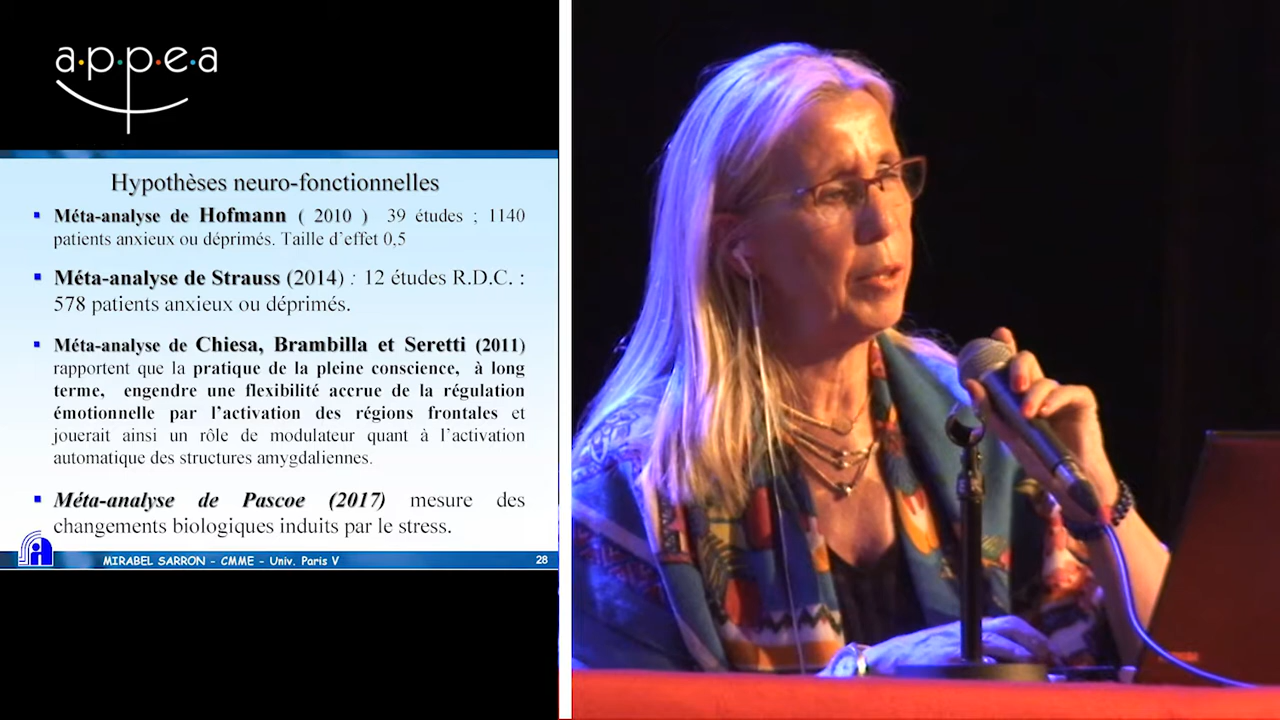 a·p·p·e·a
Hypothèses neuro-fonctionnelles
Méta-analyse de Hofmann ( 2010 ) 39 études ; 1140
patients anxieux ou déprimés. Taille d'effet 0,5
Méta-analyse de Strauss (2014) : 12 études R.D.C. :
578 patients anxieux ou déprimés.
Méta-analyse de Chiesa, Brambilla et Seretti (2011)
rapportent que la pratique de la pleine conscience, à long
terme, engendre une flexibilité accrue de la régulation
émotionnelle par l'activation des régions frontales et
jouerait ainsi un rôle de modulateur quant à l'activation
automatique des structures amygdaliennes.
Méta-analyse de Pascoe (2017) mesure des
changements biologiques induits par le stress.
MIRABEL SARRON - CMME - Univ. Paris V 28